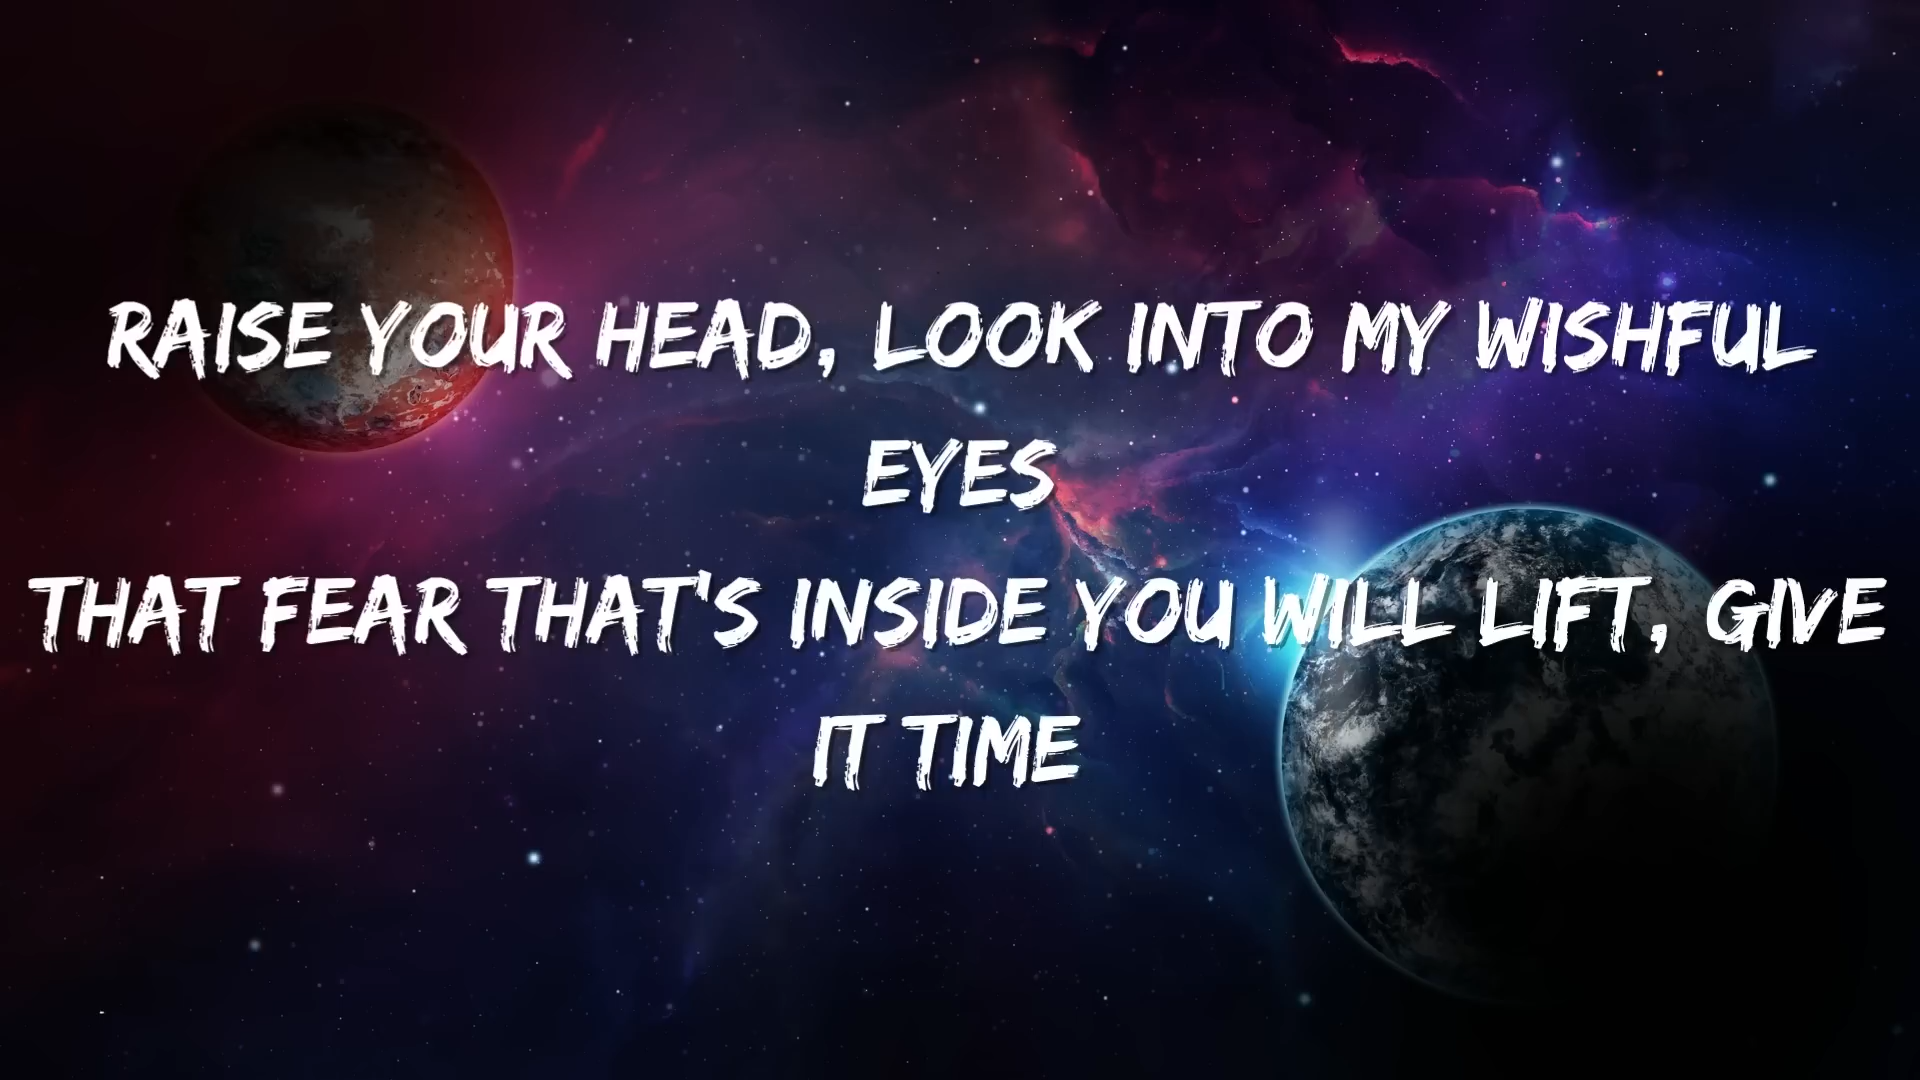 RAISE YOUR HEAD, LOOK INTO MY WISHFUL
EYES
THAT FEAR THAT'S INSIDE YOU WILL LIFT, GIVE
IT TIME